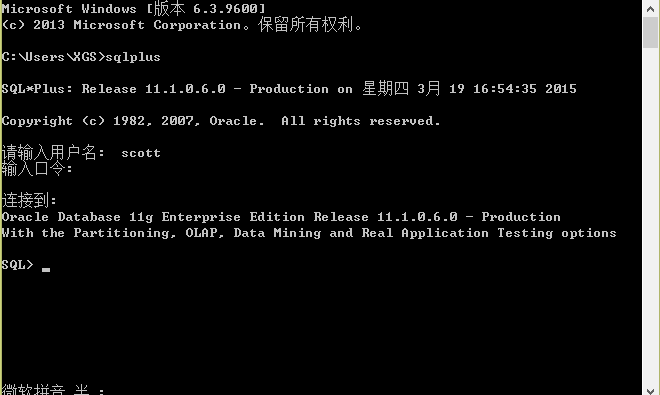 Microsoft Windows [版本 6.3.9600]
(c) 2013 Microsoft Corporation。保留所有权利。
C:\Users\XGS>sqlplus
SQL*Plus: Release 11.1.0.6.0 - Production on 星期四 3月 19 16:54:35 2015
Copyright (c) 1982, 2007, Oracle.  All rights reserved.
请输入用户名:  scott
输入口令:
连接到:
Oracle Database 11g Enterprise Edition Release 11.1.0.6.0 - Production
With the Partitioning, OLAP, Data Mining and Real Application Testing options
SQL> _
微软拼音 半 :